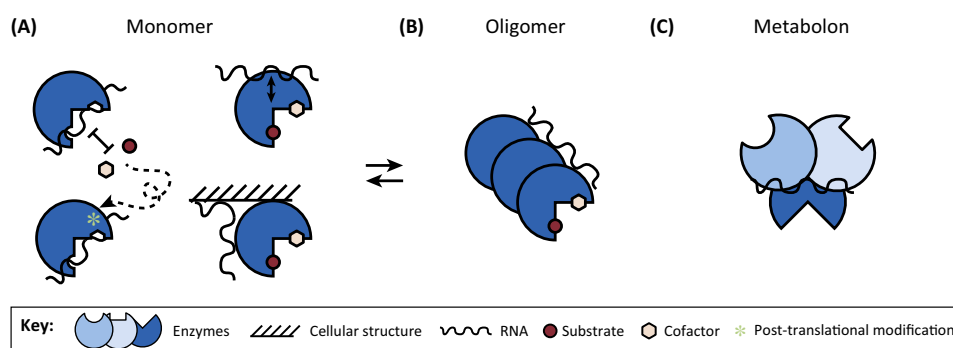 (A) Monomer (B) Oligomer (C) Metabolon
Key: Enzymes Cellular structure RNA Substrate Cofactor Post-translational modification